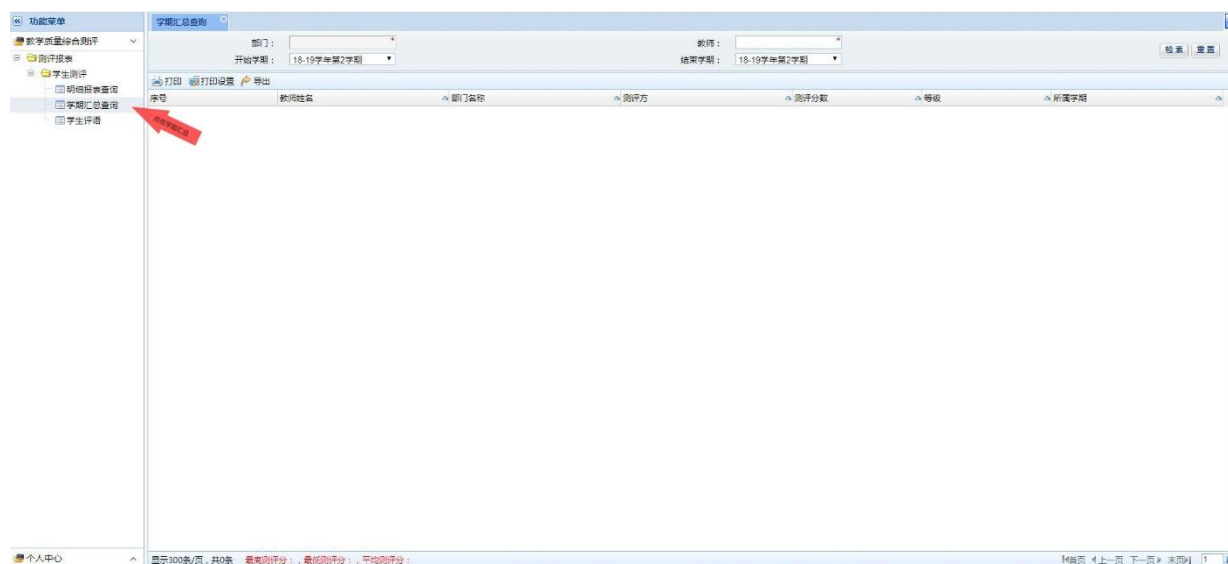 功能菜单
学期汇总查询
教学质量综合测评
部门：
*
教师：
*
检索
重置
测评报表
开始学期：
18-19学年第2学期
结束学期：
18-19学年第2学期
学生测评
打印
打印设置
导出
明细报表查询
序号
教师姓名
部门名称
测评方
测评分数
等级
所属学期
学期汇总查询
点击学期汇总
学生评语
个人中心
显示300条/页，共0条
最高测评分：，最低测评分：，平均测评分：
首页
上一页
下一页
末页
1